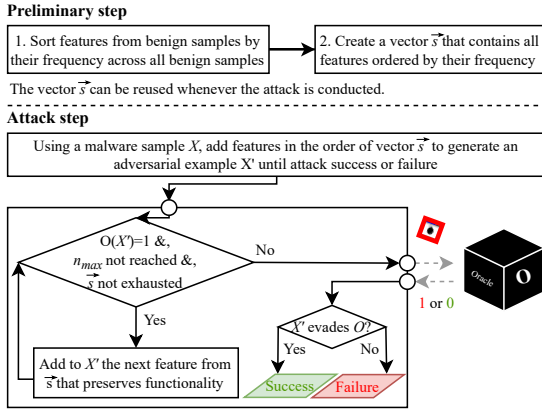 Preliminary step
1. Sort features from benign samples by
their frequency across all benign samples
2. Create a vector s⃗ that contains all
features ordered by their frequency
The vector s⃗ can be reused whenever the attack is conducted.
Attack step
Using a malware sample X, add features in the order of vector s⃗ to generate an
adversarial example X' until attack success or failure
O(X')=1 &,
n_max not reached &,
s⃗ not exhausted
No
Yes
Add to X' the next feature from
s⃗ that preserves functionality
X' evades O?
Yes
No
Success
Failure
1 or 0
Oracle
O